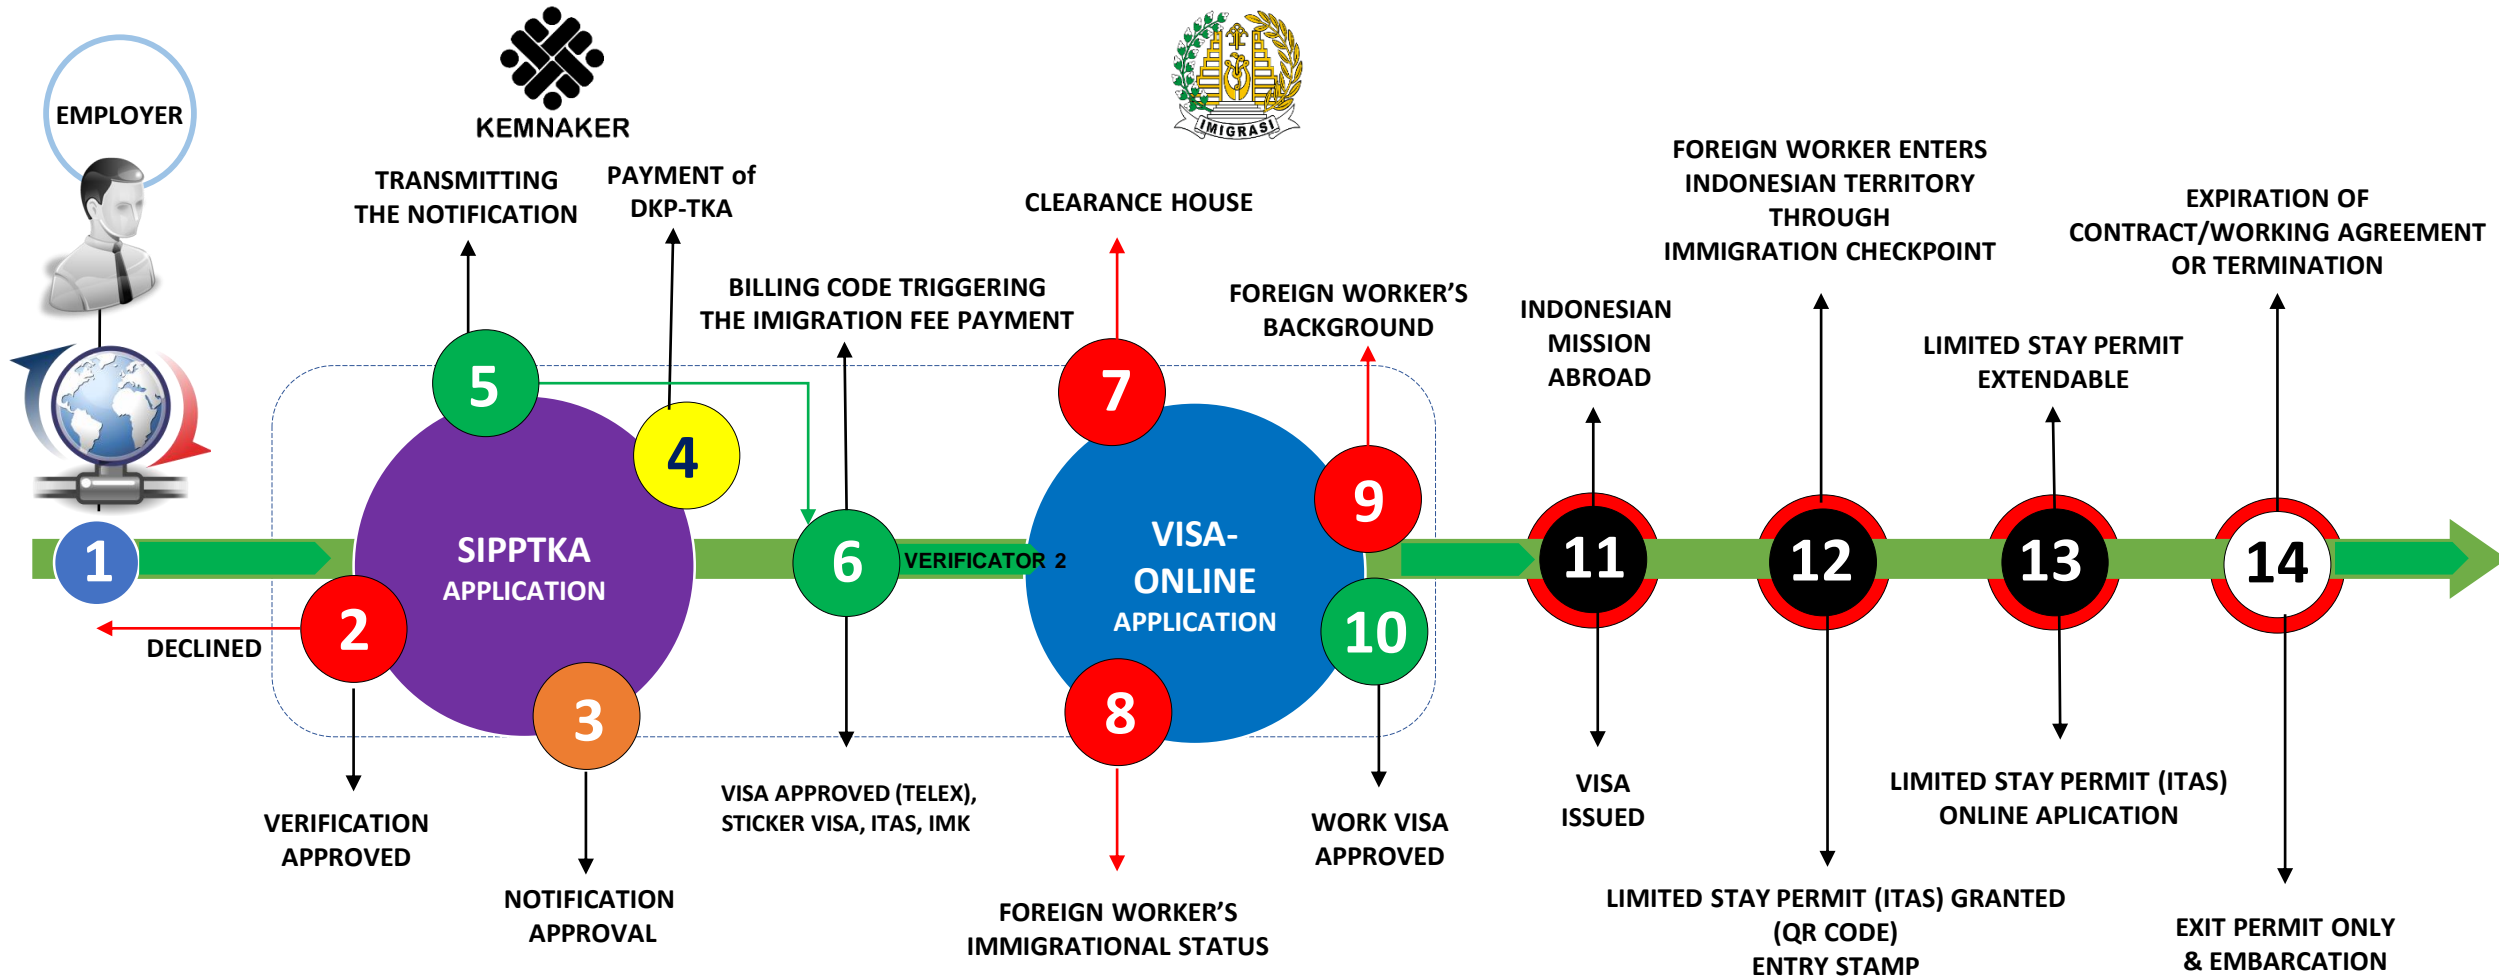 EMPLOYER
KEMNAKER
IMIGRASI
TRANSMITTING
THE NOTIFICATION
PAYMENT of
DKP-TKA
BILLING CODE TRIGGERING
THE IMIGRATION FEE PAYMENT
CLEARANCE HOUSE
FOREIGN WORKER'S
BACKGROUND
INDONESIAN
MISSION
ABROAD
FOREIGN WORKER ENTERS
INDONESIAN TERRITORY
THROUGH
IMMIGRATION CHECKPOINT
LIMITED STAY PERMIT
EXTENDABLE
EXPIRATION OF
CONTRACT/WORKING AGREEMENT
OR TERMINATION
1
2
3
4
5
SIPPTKA
APPLICATION
6
VERIFICATOR 2
7
8
9
10
VISA-
ONLINE
APPLICATION
11
12
13
14
DECLINED
VERIFICATION
APPROVED
NOTIFICATION
APPROVAL
VISA APPROVED (TELEX),
STICKER VISA, ITAS, IMK
FOREIGN WORKER'S
IMMIGRATIONAL STATUS
WORK VISA
APPROVED
VISA
ISSUED
LIMITED STAY PERMIT (ITAS) GRANTED
(QR CODE)
ENTRY STAMP
LIMITED STAY PERMIT (ITAS)
ONLINE APLICATION
EXIT PERMIT ONLY
& EMBARCATION